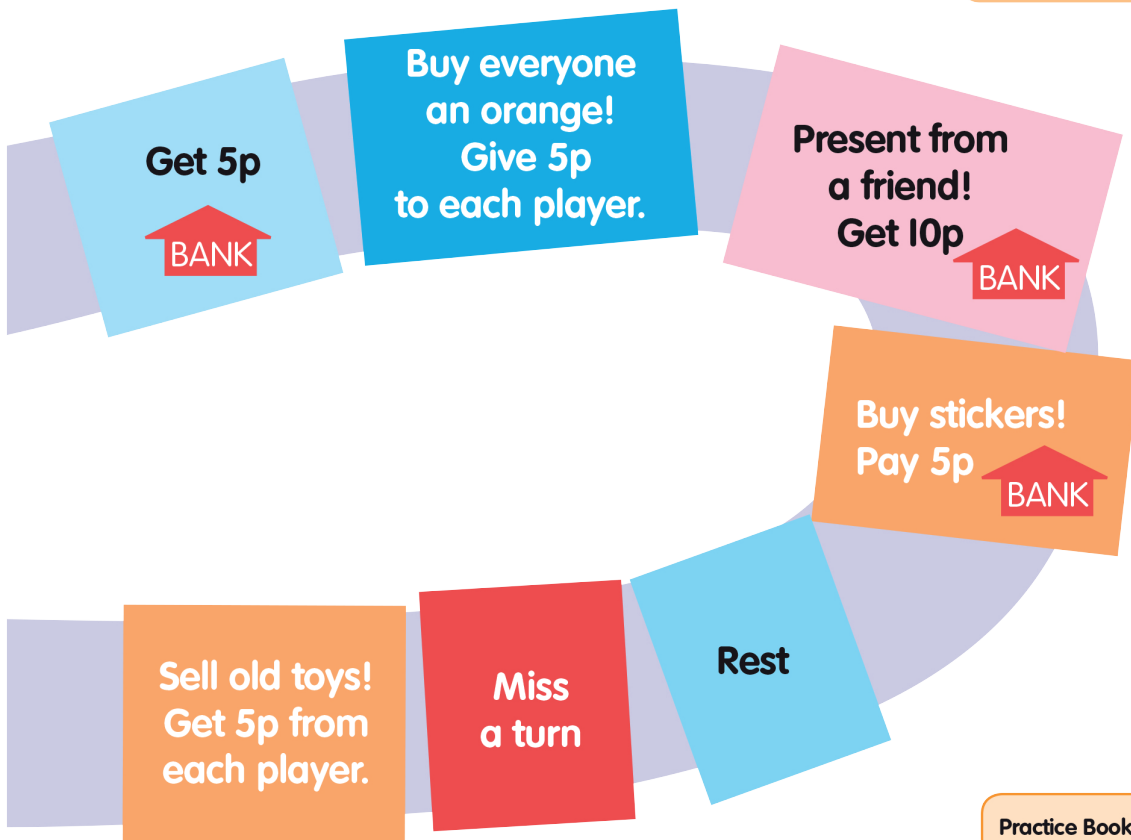 Get 5p
BANK
Buy everyone
an orange!
Give 5p
to each player.
Present from
a friend!
Get 10p
BANK
Buy stickers!
Pay 5p
BANK
Rest
Miss
a turn
Sell old toys!
Get 5p from
each player.
Practice Book